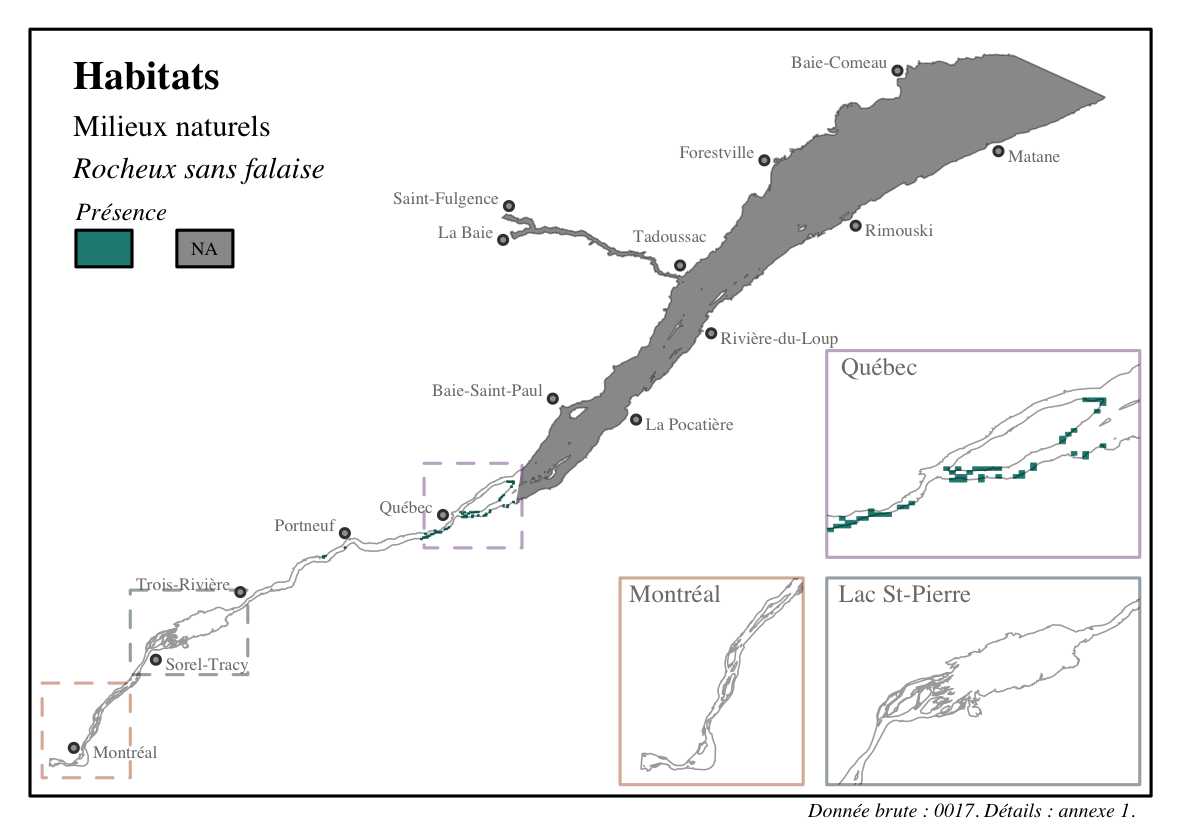 Habitats
Milieux naturels
Rocheux sans falaise
Présence
NA
Baie-Comeau
Forestville
Matane
Saint-Fulgence
La Baie
Tadoussac
Rimouski
Rivière-du-Loup
Baie-Saint-Paul
La Pocatière
Québec
Portneuf
Trois-Rivière
Sorel-Tracy
Montréal
Québec
Montréal
Lac St-Pierre
Donnée brute : 0017. Détails : annexe 1.